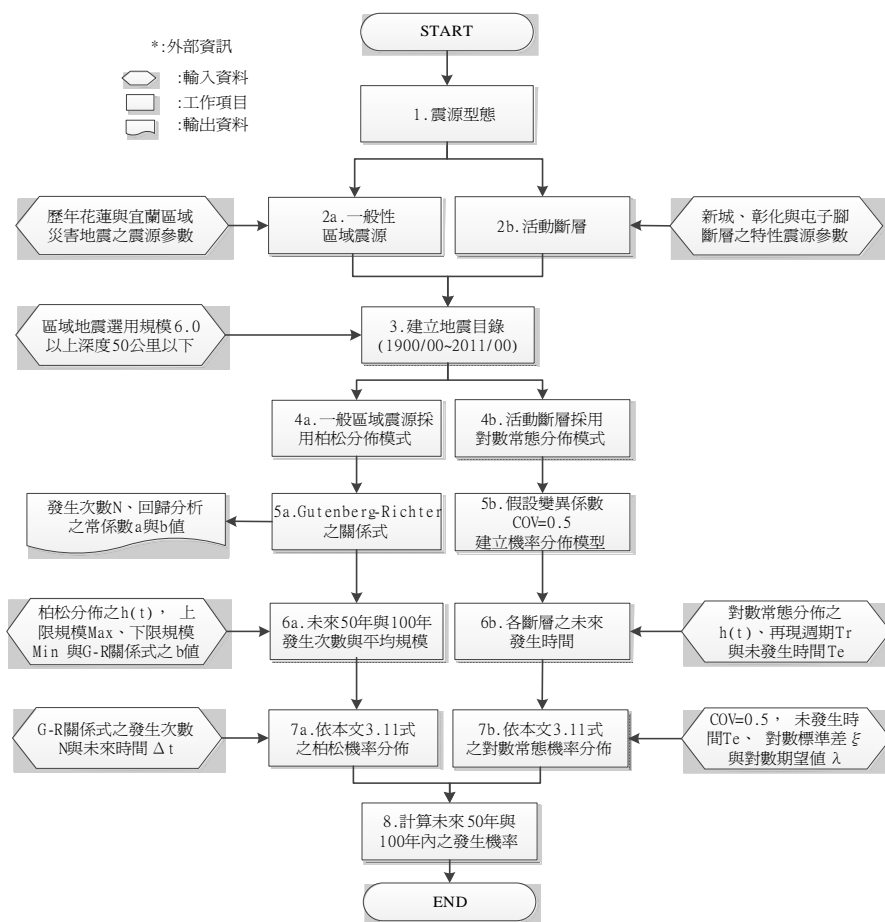 START
*:外部資訊
:輸入資料
:工作項目
:輸出資料
1.震源型態
歷年花蓮與宜蘭區域
災害地震之震源參數
2a.一般性
區域震源
2b.活動斷層
新城、彰化與屯子腳
斷層之特性震源參數
區域地震選用規模6.0
以上深度50公里以下
3.建立地震目錄
(1900/00~2011/00)
4a.一般區域震源採
用柏松分佈模式
4b.活動斷層採用
對數常態分佈模式
發生次數N、回歸分析
之常係數a與b值
5a.Gutenberg-Richter
之關係式
5b.假設變異係數
COV=0.5
建立機率分佈模型
柏松分佈之h(t)， 上
限規模Max、下限規模
Min 與G-R關係式之b值
6a.未來50年與100年
發生次數與平均規模
6b.各斷層之未來
發生時間
對數常態分佈之
h(t)、再現週期Tr
與未發生時間Te
G-R關係式之發生次數
N與未來時間 Δt
7a.依本文3.11式
之柏松機率分佈
7b.依本文3.11式
之對數常態機率分佈
COV=0.5， 未發生時
間Te、 對數標準差ξ
與對數期望值λ
8.計算未來50年與
100年內之發生機率
END